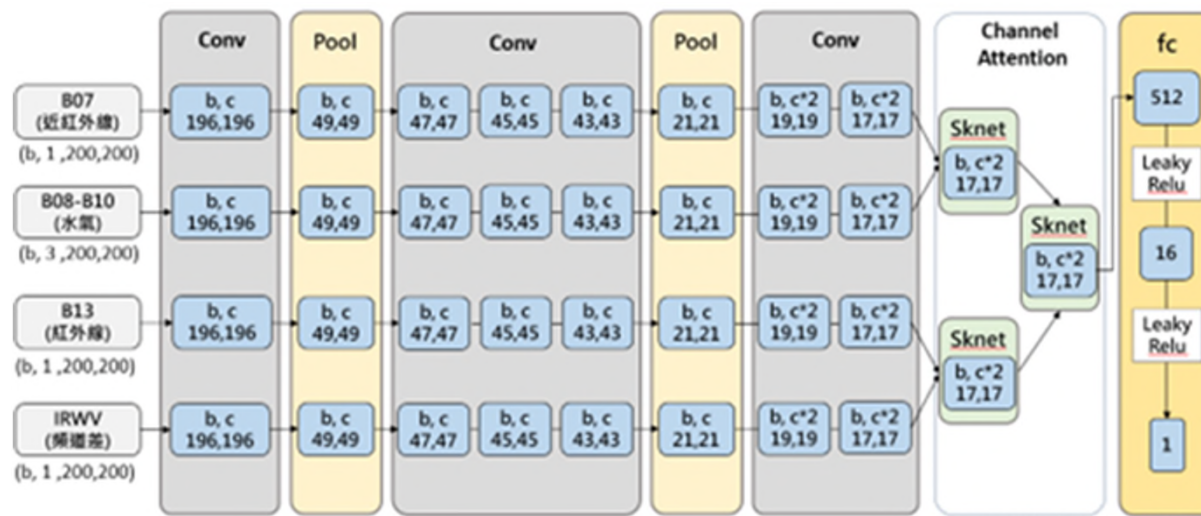 Conv
Pool
Conv
Pool
Conv
Channel
Attention
fc
B07
(近紅外線)
(b, 1 ,200,200)
b, c
196,196
b, c
49,49
b, c
47,47
b, c
45,45
b, c
43,43
b, c
21,21
b, c*2
19,19
b, c*2
17,17
B08-B10
(水氣)
(b, 3 ,200,200)
b, c
196,196
b, c
49,49
b, c
47,47
b, c
45,45
b, c
43,43
b, c
21,21
b, c*2
19,19
b, c*2
17,17
B13
(紅外線)
(b, 1 ,200,200)
b, c
196,196
b, c
49,49
b, c
47,47
b, c
45,45
b, c
43,43
b, c
21,21
b, c*2
19,19
b, c*2
17,17
IRWV
(頻道差)
(b, 1 ,200,200)
b, c
196,196
b, c
49,49
b, c
47,47
b, c
45,45
b, c
43,43
b, c
21,21
b, c*2
19,19
b, c*2
17,17
Sknet
b, c*2
17,17
Sknet
b, c*2
17,17
Sknet
b, c*2
17,17
512
Leaky
Relu
16
Leaky
Relu
1